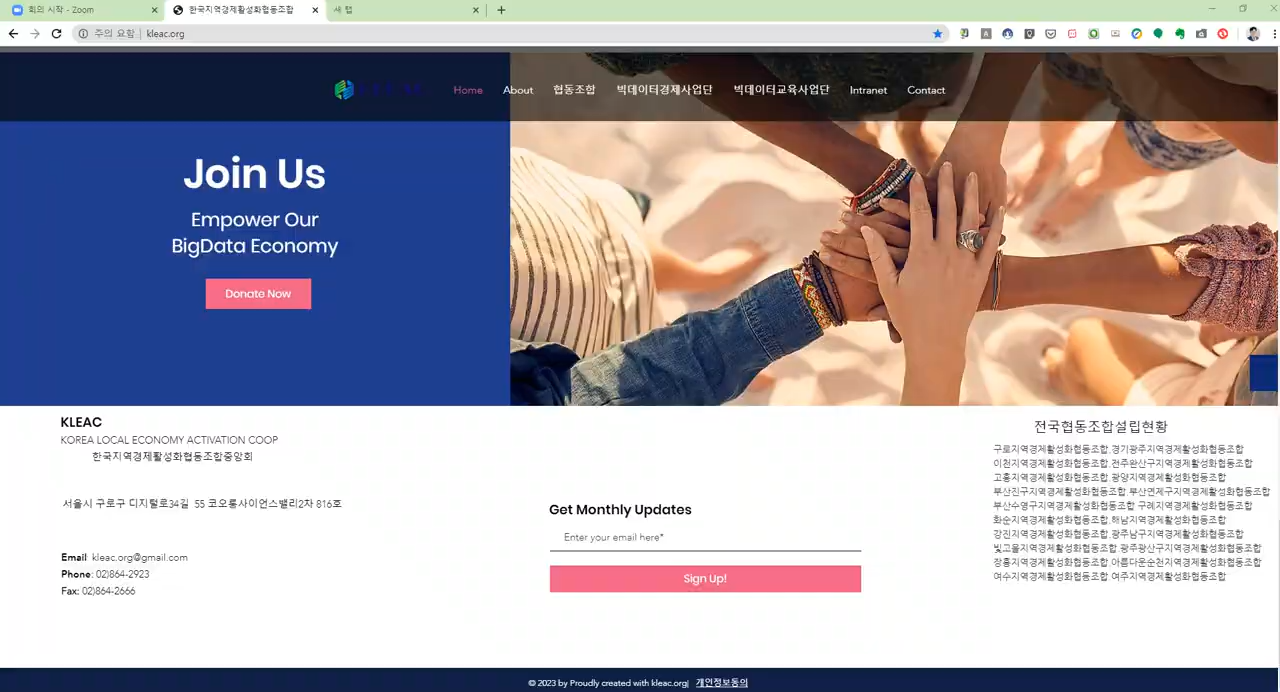 회의 시작 - Zoom
한국지역경제활성화협동조합
새 탭
주의 요함
kleac.org
Home
About
협동조합
빅데이터경제사업단
빅데이터교육사업단
Intranet
Contact
Join Us
Empower Our
BigData Economy
Donate Now
KLEAC
KOREA LOCAL ECONOMY ACTIVATION COOP
한국지역경제활성화협동조합중앙회
서울시 구로구 디지털로34길 55 코오롱사이언스밸리2차 816호
Email: kleac.org@gmail.com
Phone: 02)864-2923
Fax: 02)864-2666
Get Monthly Updates
Enter your email here*
Sign Up!
전국협동조합설립현황
구로지역경제활성화협동조합,경기광주지역경제활성화협동조합
이천지역경제활성화협동조합,전주완산구지역경제활성화협동조합
고흥지역경제활성화협동조합,광양지역경제활성화협동조합
부산진구지역경제활성화협동조합,부산연제구지역경제활성화협동조합
부산수영구지역경제활성화협동조합 구례지역경제활성화협동조합
화순지역경제활성화협동조합,해남지역경제활성화협동조합
강진지역경제활성화협동조합,광주남구지역경제활성화협동조합
빛고을지역경제활성화협동조합,광주광산구지역경제활성화협동조합
장흥지역경제활성화협동조합 아름다운순천지역경제활성화협동조합
여수지역경제활성화협동조합 여주지역경제활성화협동조합
© 2023 by Proudly created with kleac.org| 개인정보동의